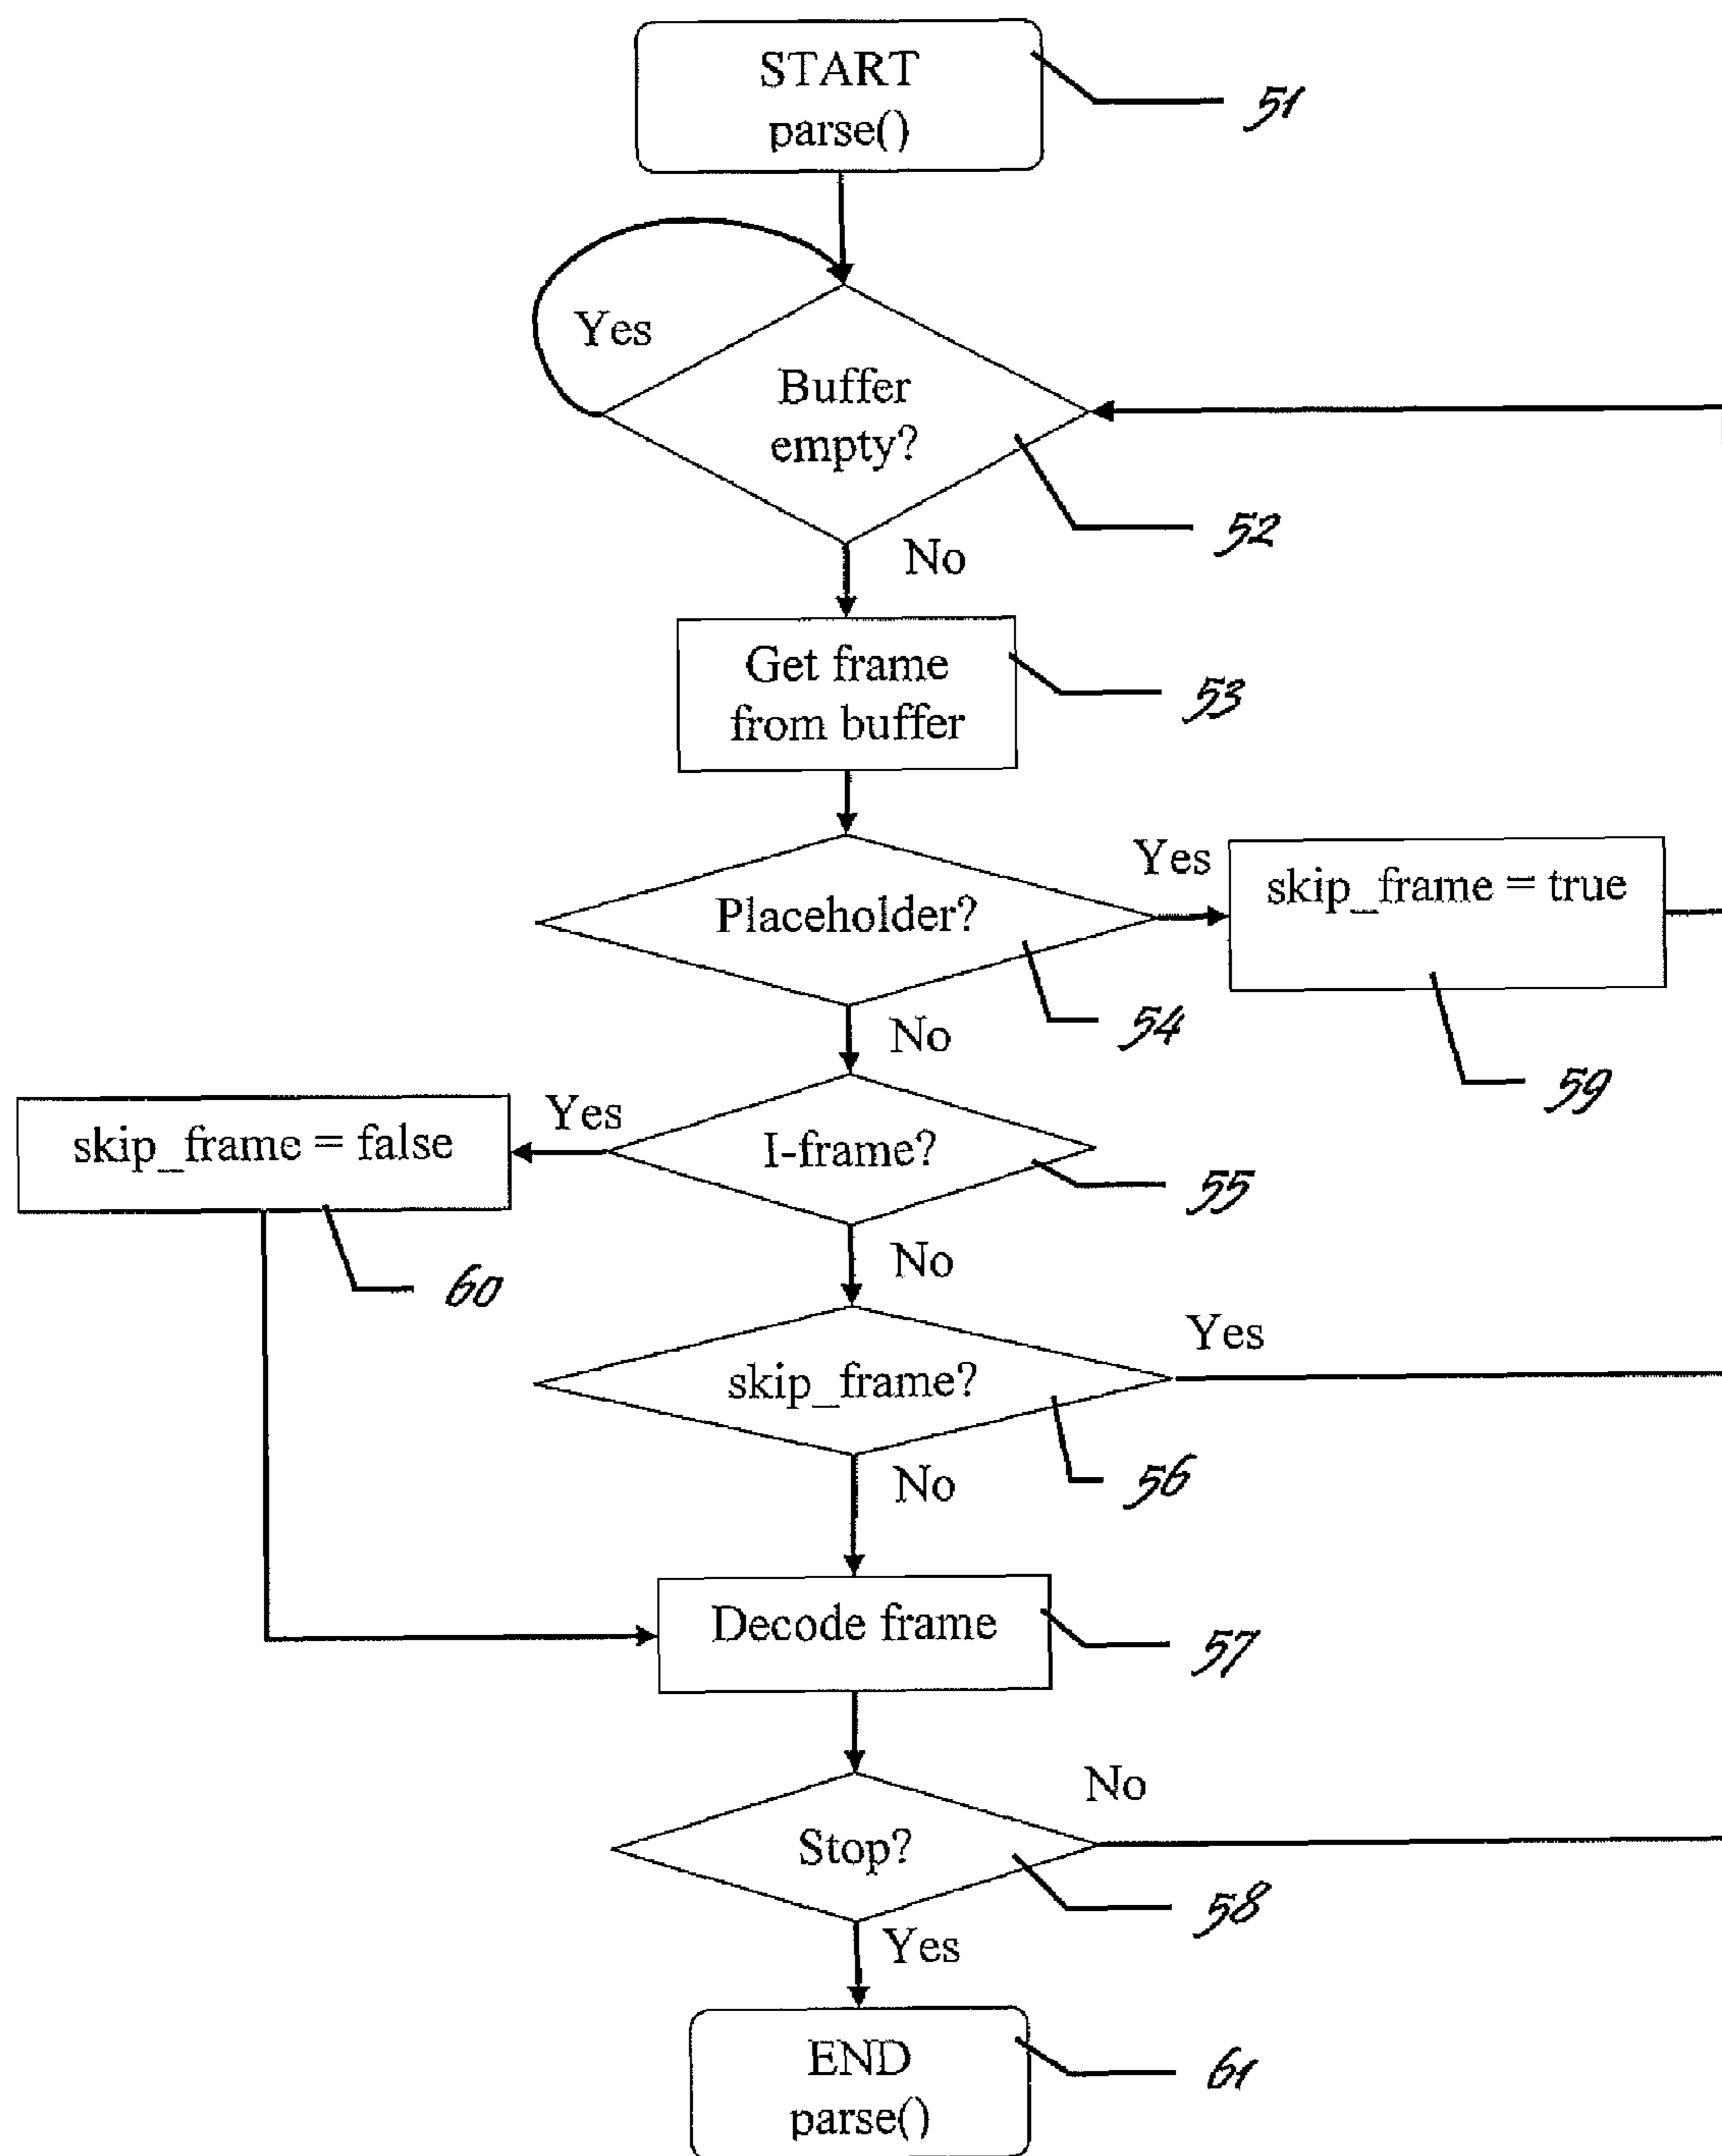 START
parse()
51
Yes
Buffer
empty?
52
No
Get frame
from buffer
53
Placeholder?
Yes
skip_frame = true
54
59
No
skip_frame = false
Yes
I-frame?
55
60
No
skip_frame?
Yes
56
No
Decode frame
57
Stop?
No
58
Yes
END
parse()
61